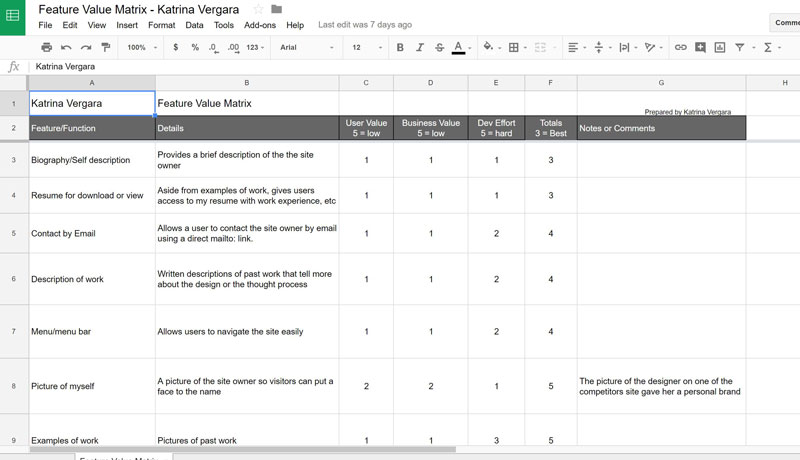 Feature Value Matrix - Katrina Vergara
File Edit View Insert Format Data Tools Add-ons Help Last edit was 7 days ago
Comme
100% $ % .0 .00 123 Arial 12 B I S A
fx Katrina Vergara
A B C D E F G H
1 Katrina Vergara Feature Value Matrix Prepared by Katrina Vergara
2 Feature/Function Details User Value Business Value Dev Effort Totals Notes or Comments
5 = low 5 = low 5 = hard 3 = Best
3 Biography/Self description Provides a brief description of the the site 1 1 1 3
owner
4 Resume for download or view Aside from examples of work, gives users 1 1 1 3
access to my resume with work experience, etc
5 Contact by Email Allows a user to contact the site owner by email 1 1 2 4
using a direct mailto: link.
6 Description of work Written descriptions of past work that tell more 1 1 2 4
about the design or the thought process
7 Menu/menu bar Allows users to navigate the site easily 1 1 2 4
8 Picture of myself A picture of the site owner so visitors can put a 2 2 1 5 The picture of the designer on one of the
face to the name competitors site gave her a personal brand
9 Examples of work Pictures of past work 1 1 3 5
Feature Value Matrix